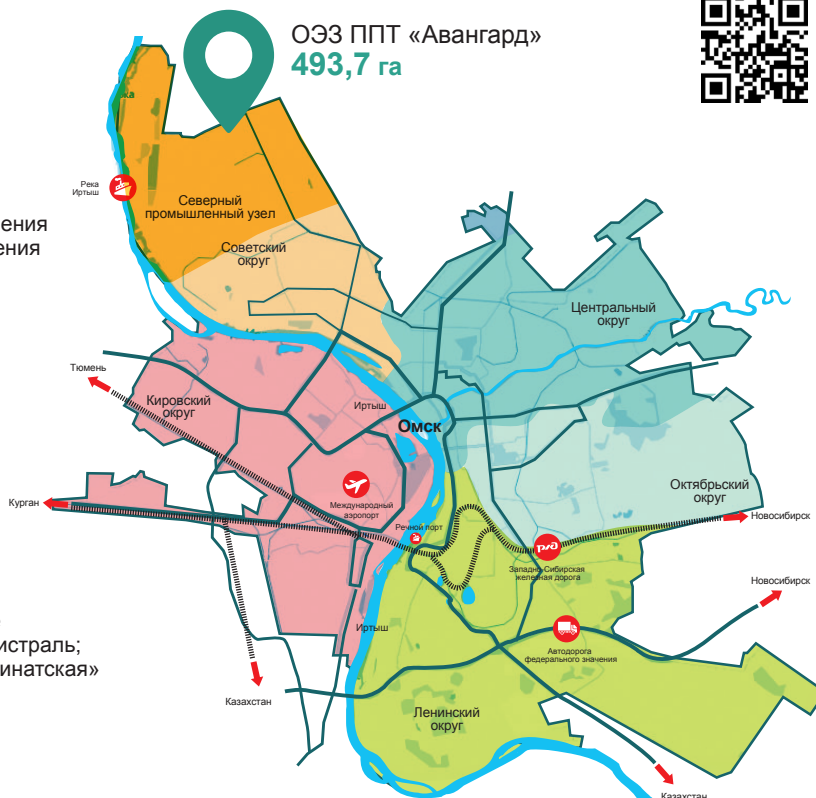 ОЭЗ ППТ «Авангард»
493,7 га
Река
Иртыш
Северный
промышленный узел
Советский
округ
Центральный
округ
Тюмень
Кировский
округ
Иртыш
Омск
Октябрьский
округ
Курган
Международный
аэропорт
Речной порт
Новосибирск
Западно-Сибирская
железная дорога
Новосибирск
Иртыш
истраль;
инатская»
Автодорога
федерального значения
Казахстан
Ленинский
округ
Казахстан